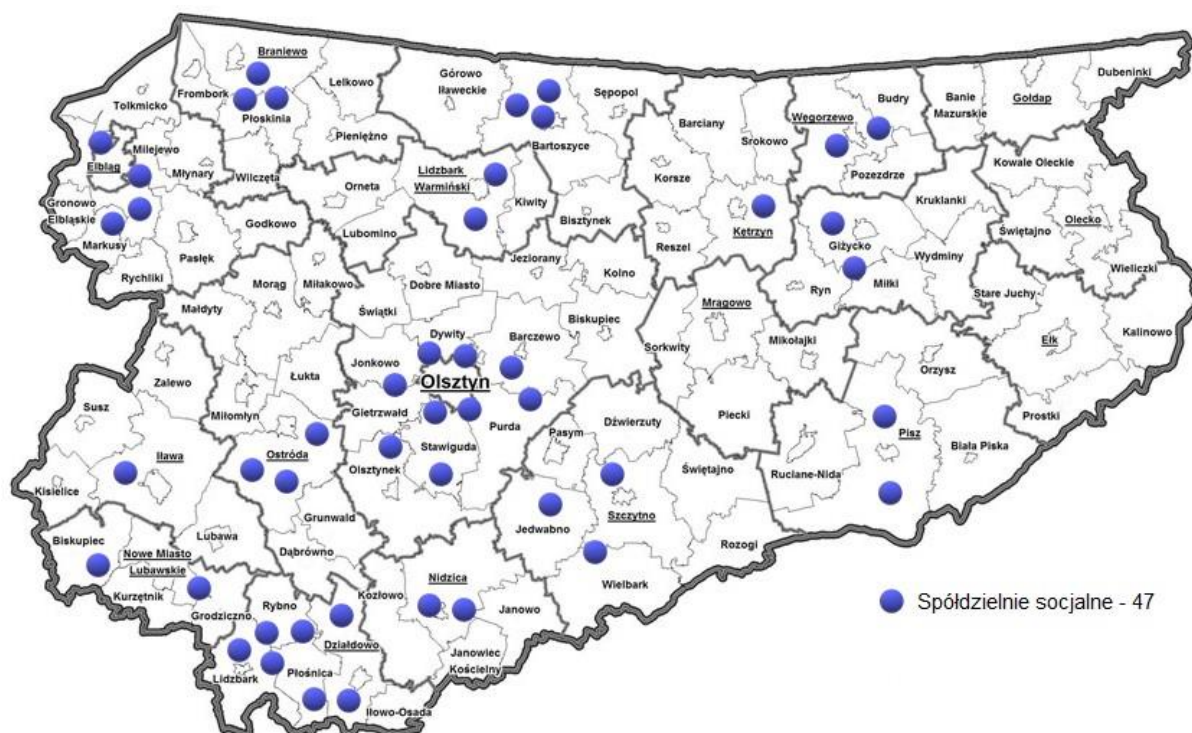 Braniewo
Lelkowo
Frombork
Tolkmicko
Płoskinia
Pieniężno
Górowo
Iławeckie
Sępopol
Bartoszyce
Barciany
Srokowo
Węgorzewo
Budry
Banie
Mazurskie
Gołdap
Dubeninki
Elbląg
Milejewo
Młynary
Wilczęta
Orneta
Lidzbark
Warmiński
Kiwity
Bisztynek
Korsze
Reszel
Kętrzyn
Pozezdrze
Kruklanki
Kowale Oleckie
Olecko
Świętajno
Wieliczki
Gronowo
Elbląskie
Markusy
Rychliki
Pasłęk
Godkowo
Lubomino
Jeziorany
Kolno
Giżycko
Wydminy
Ryn
Miłki
Stare Juchy
Ełk
Kalinowo
Prostki
Małdyty
Morąg
Miłakowo
Świątki
Dobre Miasto
Dywity
Barczewo
Biskupiec
Sorkwity
Mrągowo
Mikołajki
Orzysz
Zalewo
Susz
Łukta
Miłomłyn
Jonkowo
Olsztyn
Gietrzwałd
Purda
Stawiguda
Olsztynek
Pasym
Dźwierzuty
Piecki
Pisz
Biała Piska
Ruciane-Nida
Kisielice
Iława
Ostróda
Grunwald
Lubawa
Dąbrówno
Jedwabno
Szczytno
Świętajno
Rozogi
Wielbark
Biskupiec
Nowe Miasto
Lubawskie
Kurzętnik
Grodziczno
Rybno
Kozłowo
Nidzica
Janowo
Janowiec
Kościelny
Działdowo
Lidzbark
Płośnica
Iłowo-Osada
Spółdzielnie socjalne - 47